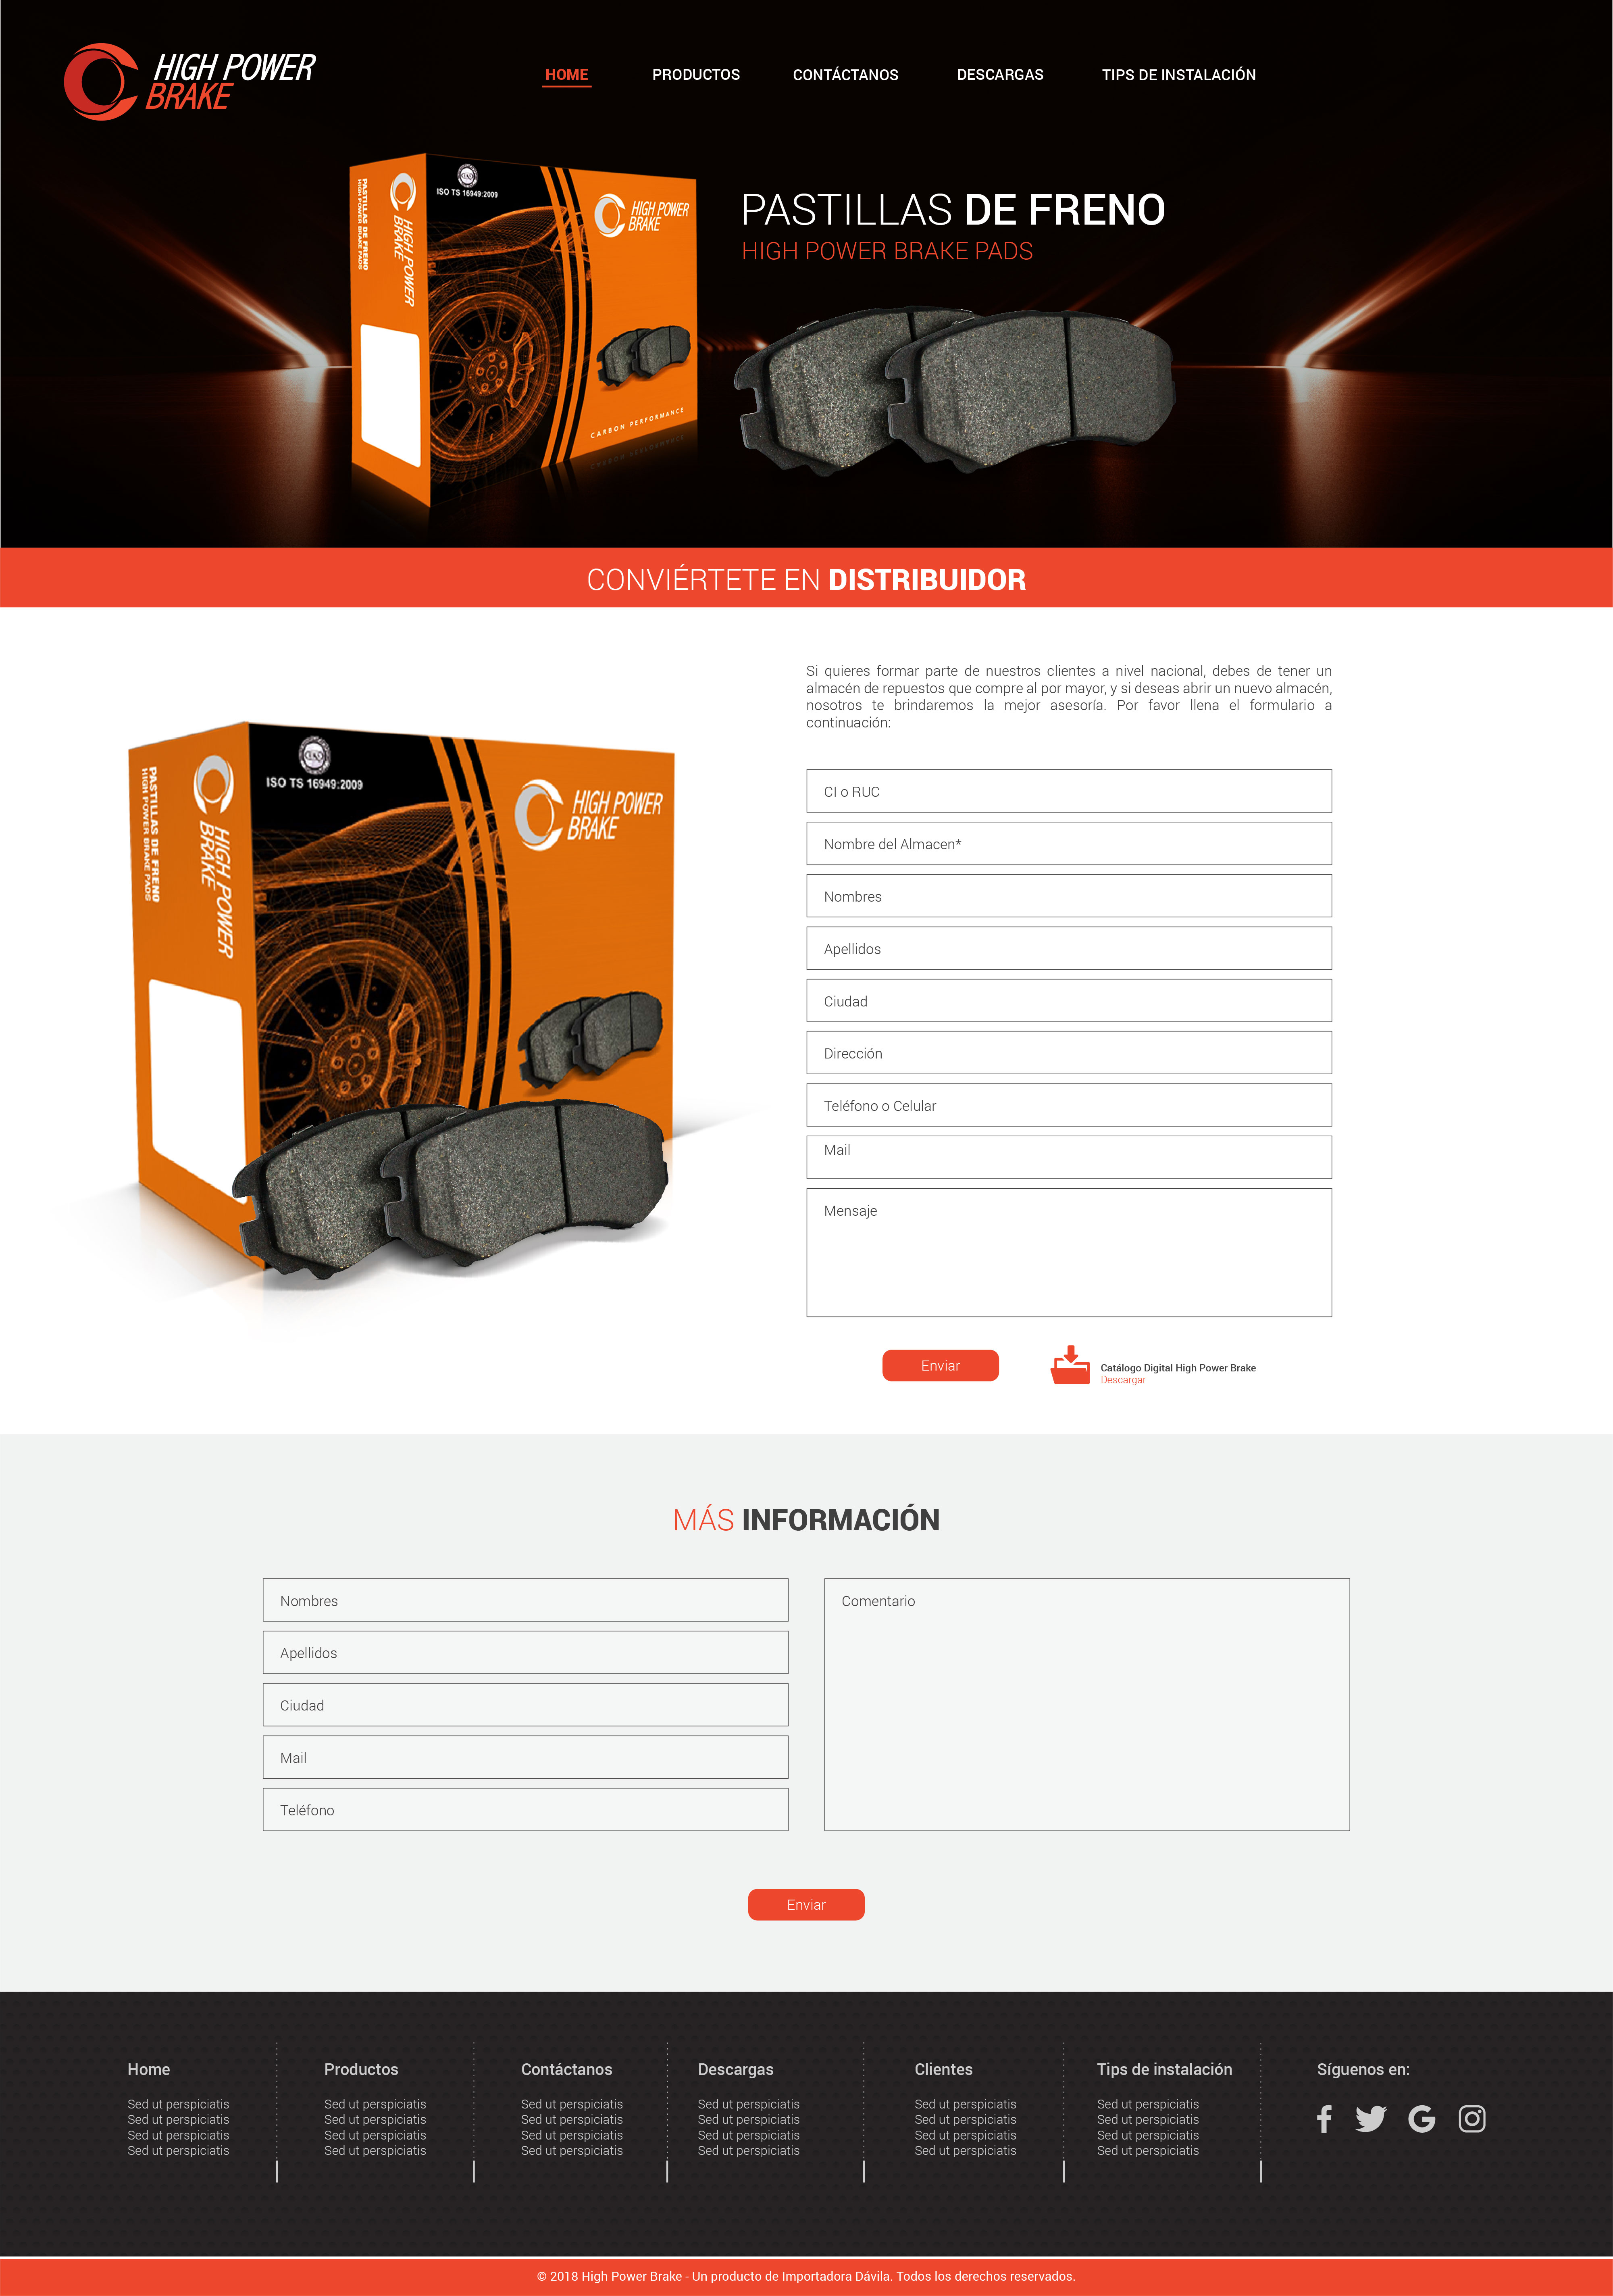 HIGH POWER
BRAKE
HOME
PRODUCTOS
CONTÁCTANOS
DESCARGAS
TIPS DE INSTALACIÓN
PASTILLAS DE FRENO
HIGH POWER BRAKE PADS
HIGH POWER
BRAKE
ISO TS 16949:2009
HIGH POWER
BRAKE
CARBON PERFORMANCE
PASTILLAS DE FRENO
HIGH POWER BRAKE PADS
CONVIÉRTETE EN DISTRIBUIDOR
PASTILLAS DE FRENO
HIGH POWER BRAKE PADS
HIGH POWER
BRAKE
ISO TS 16949:2009
HIGH POWER
BRAKE
Si quieres formar parte de nuestros clientes a nivel nacional, debes de tener un
almacén de repuestos que compre al por mayor, y si deseas abrir un nuevo almacén,
nosotros te brindaremos la mejor asesoría. Por favor llena el formulario a
continuación:
CI o RUC
Nombre del Almacen*
Nombres
Apellidos
Ciudad
Dirección
Teléfono o Celular
Mail
Mensaje
Enviar
Catálogo Digital High Power Brake
Descargar
MÁS INFORMACIÓN
Nombres
Apellidos
Ciudad
Mail
Teléfono
Comentario
Enviar
Home
Sed ut perspiciatis
Sed ut perspiciatis
Sed ut perspiciatis
Sed ut perspiciatis
Productos
Sed ut perspiciatis
Sed ut perspiciatis
Sed ut perspiciatis
Sed ut perspiciatis
Contáctanos
Sed ut perspiciatis
Sed ut perspiciatis
Sed ut perspiciatis
Sed ut perspiciatis
Descargas
Sed ut perspiciatis
Sed ut perspiciatis
Sed ut perspiciatis
Sed ut perspiciatis
Clientes
Sed ut perspiciatis
Sed ut perspiciatis
Sed ut perspiciatis
Sed ut perspiciatis
Tips de instalación
Sed ut perspiciatis
Sed ut perspiciatis
Sed ut perspiciatis
Sed ut perspiciatis
Síguenos en:
© 2018 High Power Brake - Un producto de Importadora Dávila. Todos los derechos reservados.